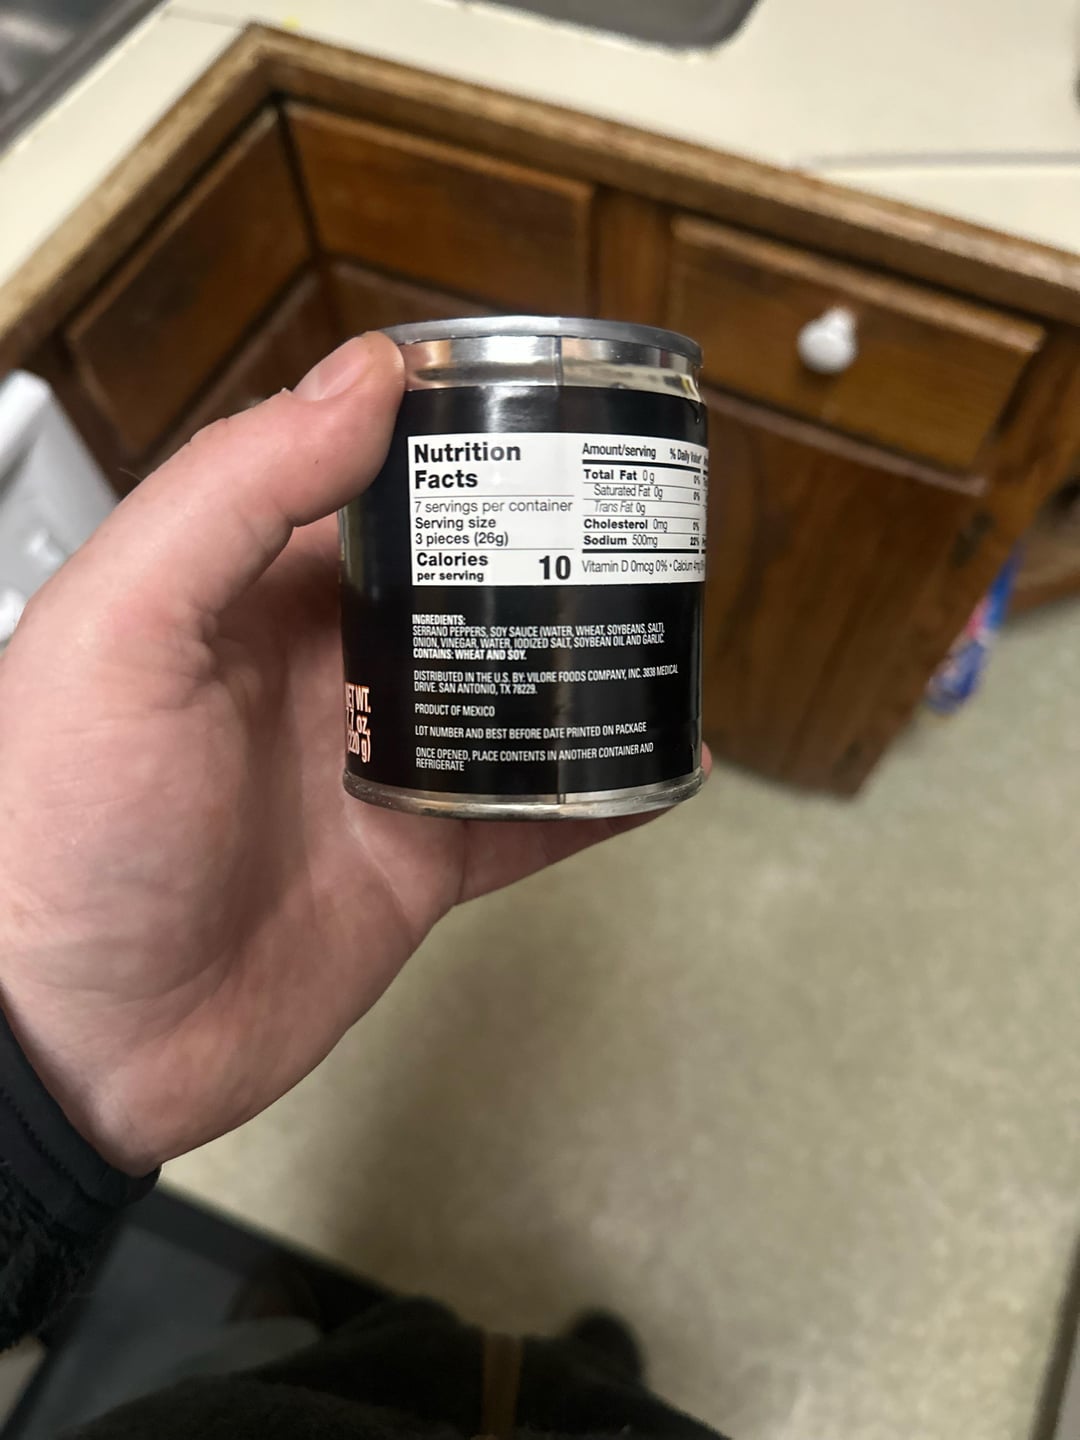 Nutrition
Facts
7 servings per container
Serving size
3 pieces (26g)
Calories
per serving
10
Amount/serving % Daily Value*
Total Fat 0g 0%
Saturated Fat 0g 0%
Trans Fat 0g
Cholesterol 0mg 0%
Sodium 500mg 22%
Vitamin D 0mcg 0% • Calcium 4mg
INGREDIENTS:
SERRANO PEPPERS, SOY SAUCE (WATER, WHEAT, SOYBEANS, SALT),
ONION, VINEGAR, WATER, IODIZED SALT, SOYBEAN OIL AND GARLIC.
CONTAINS: WHEAT AND SOY.
DISTRIBUTED IN THE U.S. BY: VILORE FOODS COMPANY, INC. 3838 MEDICAL
DRIVE. SAN ANTONIO, TX 78229.
PRODUCT OF MEXICO
LOT NUMBER AND BEST BEFORE DATE PRINTED ON PACKAGE
ONCE OPENED, PLACE CONTENTS IN ANOTHER CONTAINER AND
REFRIGERATE
NET WT.
7.7 OZ.
(220 g)